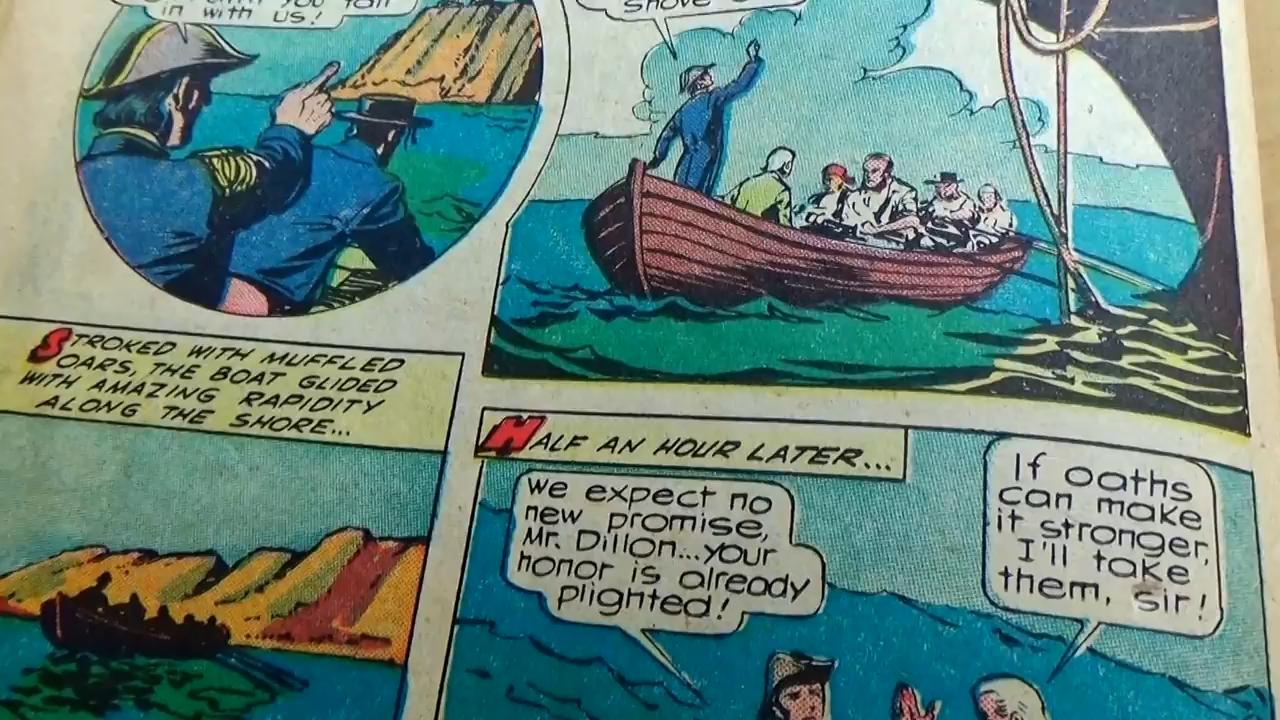 you fall
in with us!
shove
STROKED WITH MUFFLED
OARS, THE BOAT GLIDED
WITH AMAZING RAPIDITY
ALONG THE SHORE...
HALF AN HOUR LATER...
We expect no
new promise,
Mr. Dillon...your
honor is already
plighted!
If oaths
can make
it stronger,
I'll take
them, sir!